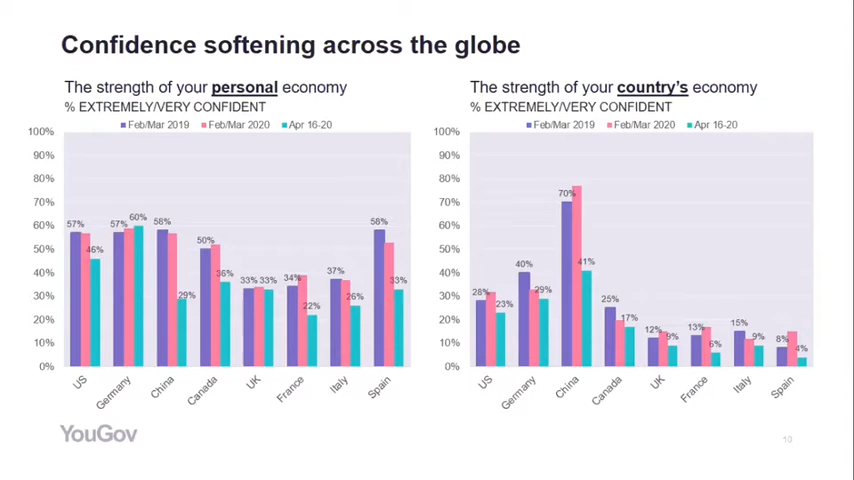 Confidence softening across the globe
The strength of your personal economy
% EXTREMELY/VERY CONFIDENT
Feb/Mar 2019 Feb/Mar 2020 Apr 16-20
100%
90%
80%
70%
60%
50%
40%
30%
20%
10%
0%
57% 46% 57% 60% 58% 29% 50% 36% 33% 33% 34% 22% 37% 26% 58% 33%
US Germany China Canada UK France Italy Spain
The strength of your country's economy
% EXTREMELY/VERY CONFIDENT
Feb/Mar 2019 Feb/Mar 2020 Apr 16-20
100%
90%
80%
70%
60%
50%
40%
30%
20%
10%
0%
28% 23% 40% 29% 70% 41% 25% 17% 12% 9% 13% 6% 15% 9% 8% 4%
US Germany China Canada UK France Italy Spain
YouGov
10